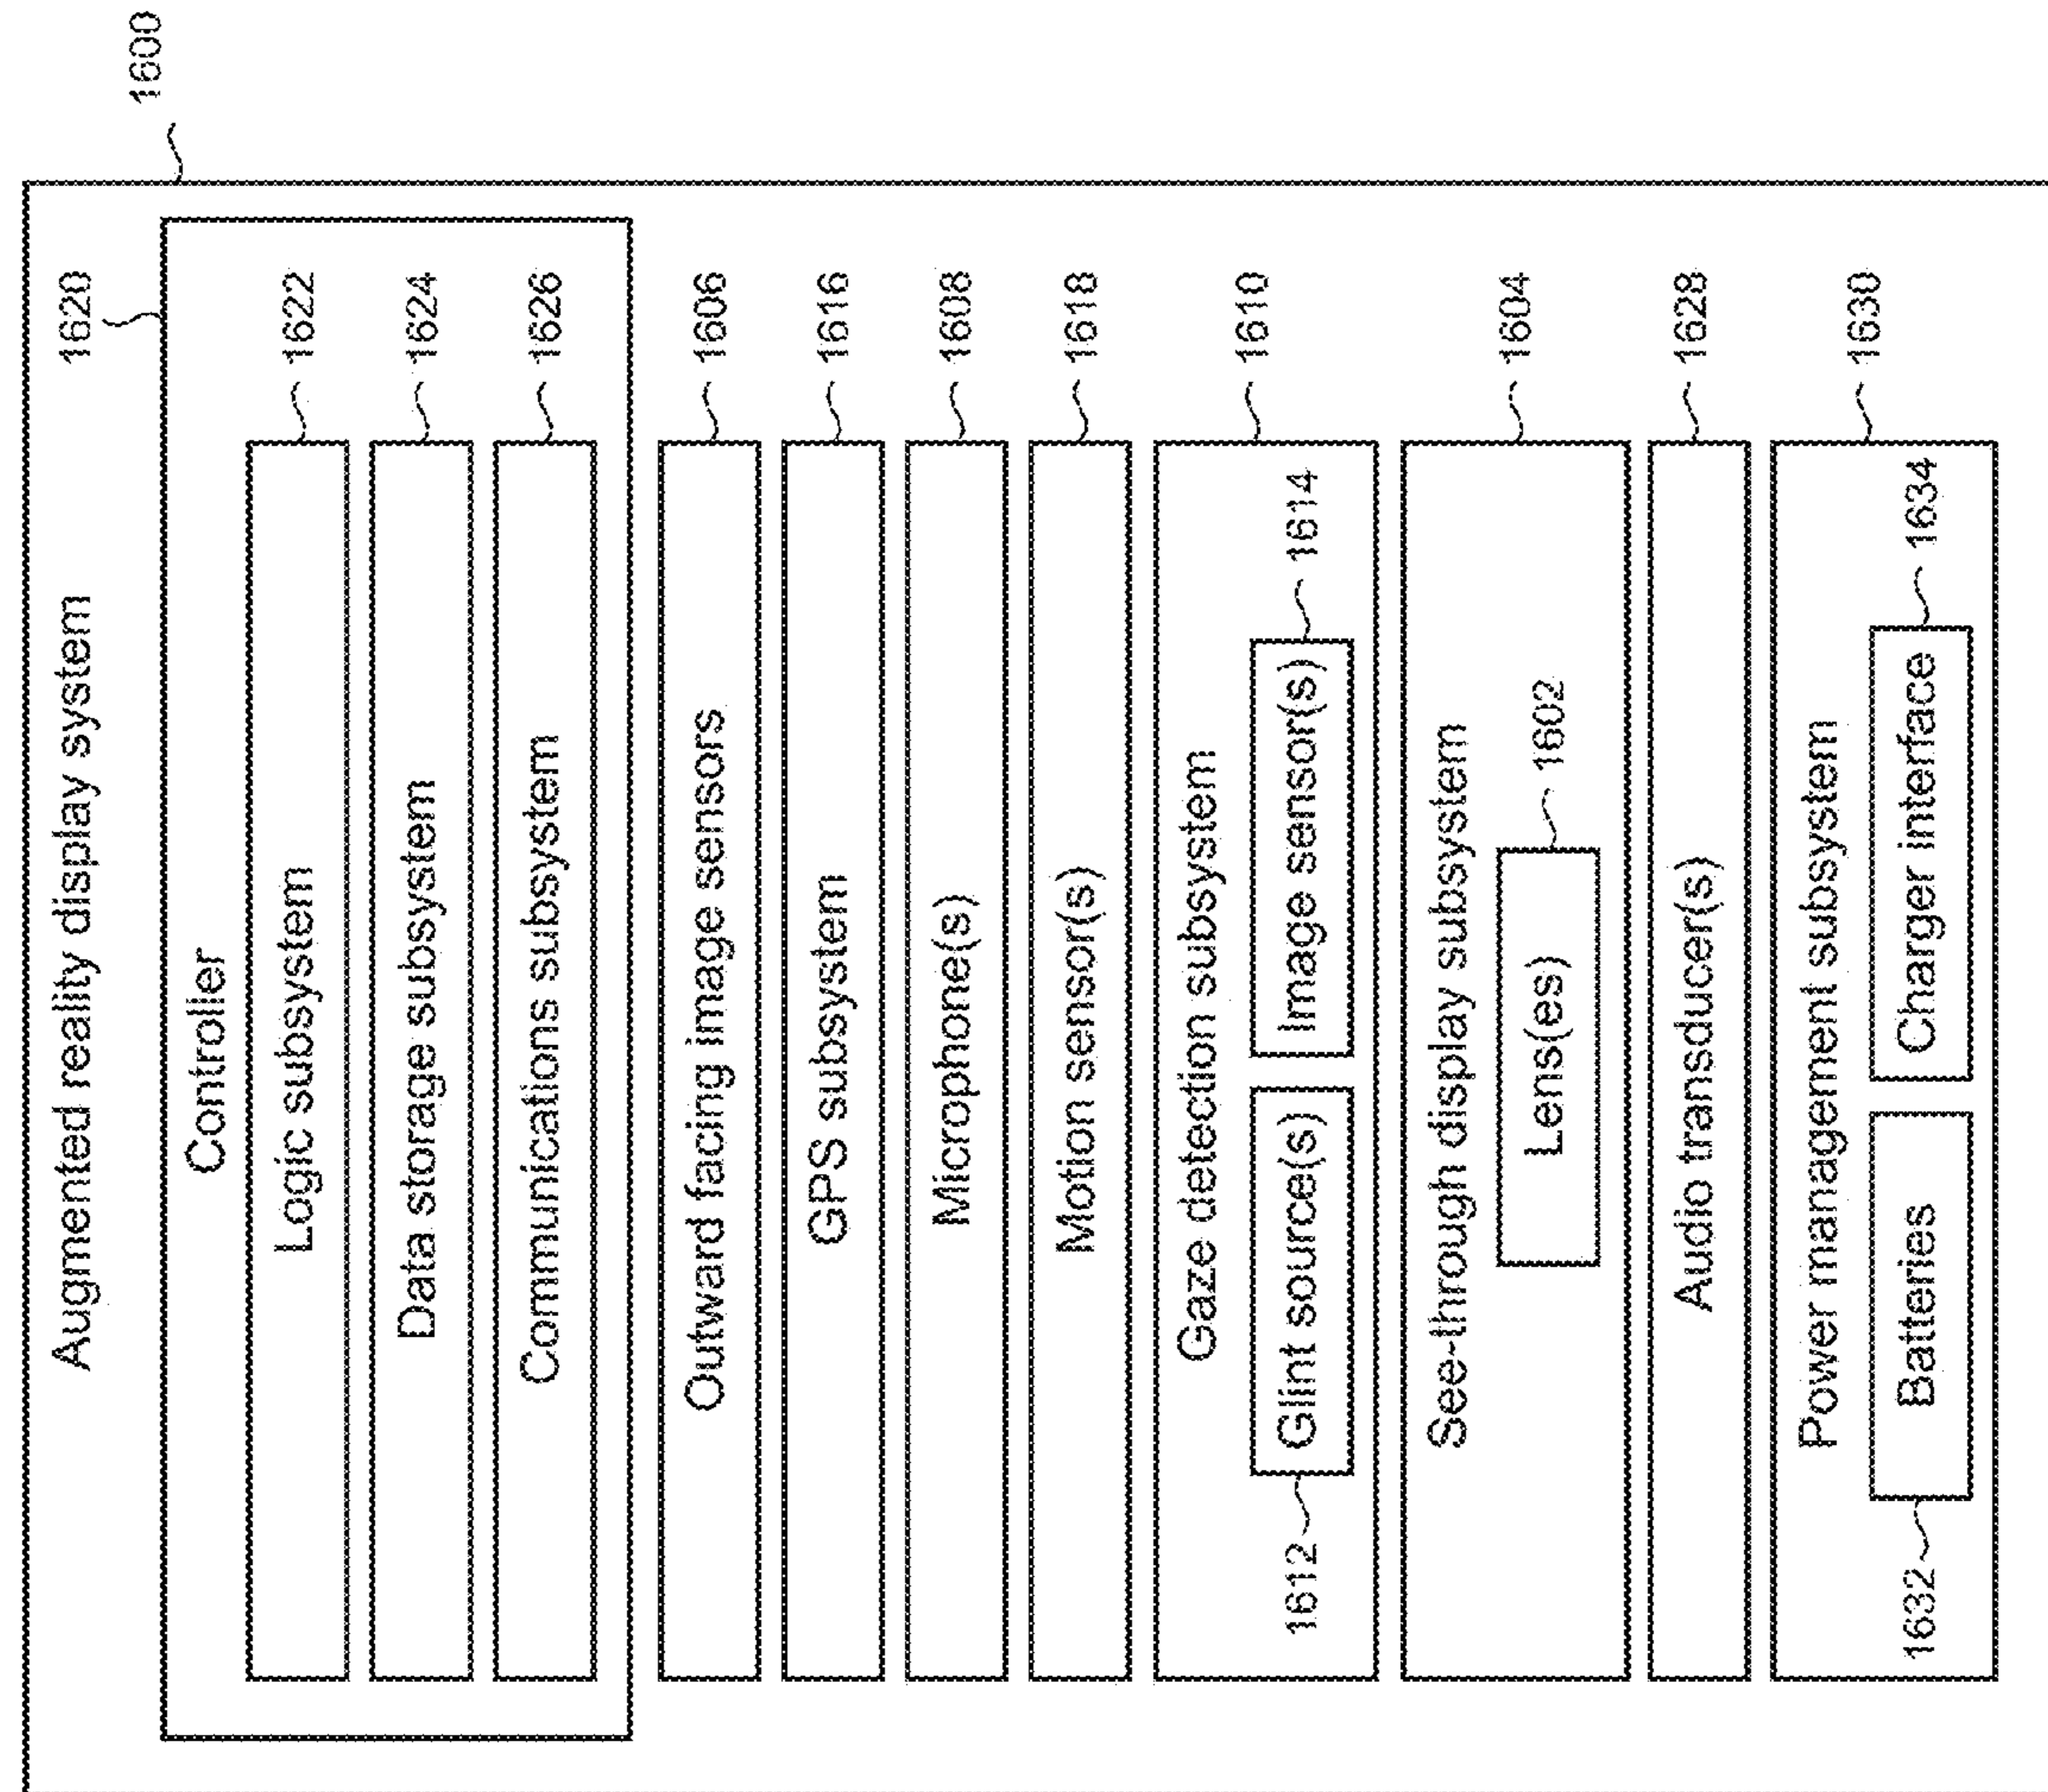 1600
Augmented reality display system
1620
Controller
Logic subsystem
1622
Data storage subsystem
1624
Communications subsystem
1626
Outward facing image sensors
1606
GPS subsystem
1616
Microphone(s)
1608
Motion sensor(s)
1618
Gaze detection subsystem
1610
1612
Glint source(s)
Image sensor(s)
1614
See-through display subsystem
1604
Lens(es)
1602
Audio transducer(s)
1628
Power management subsystem
1630
1632
Batteries
Charger interface
1634